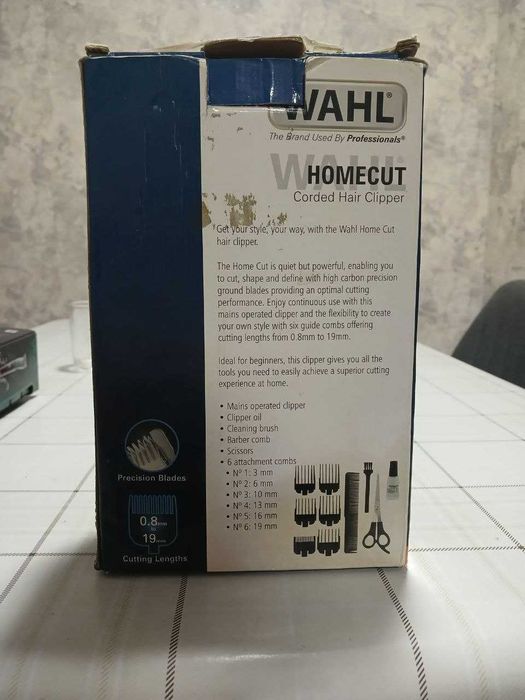 WAHL®
The Brand Used By Professionals®
WAHL
HOMECUT
Corded Hair Clipper
Get your style, your way, with the Wahl Home Cut
hair clipper.
The Home Cut is quiet but powerful, enabling you
to cut, shape and define with high carbon precision
ground blades providing an optimal cutting
performance. Enjoy continuous use with this
mains operated clipper and the flexibility to create
your own style with six guide combs offering
cutting lengths from 0.8mm to 19mm.
Ideal for beginners, this clipper gives you all the
tools you need to easily achieve a superior cutting
experience at home.
• Mains operated clipper
• Clipper oil
• Cleaning brush
• Barber comb
• Scissors
• 6 attachment combs
• Nº 1: 3 mm
• Nº 2: 6 mm
• Nº 3: 10 mm
• Nº 4: 13 mm
• Nº 5: 16 mm
• Nº 6: 19 mm
Precision Blades
0.8mm
to
19mm
Cutting Lengths